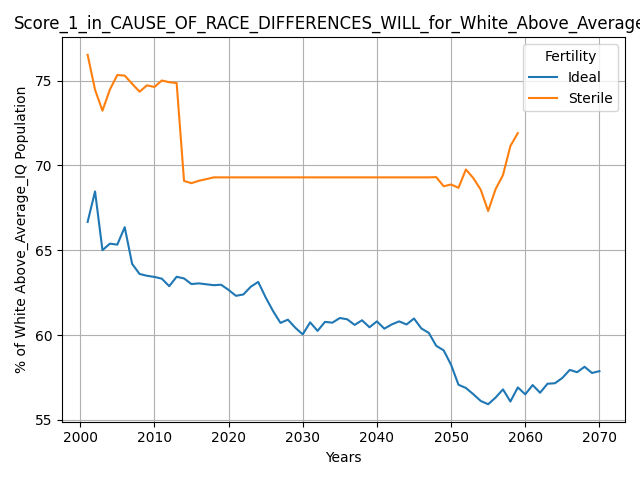 Score_1_in_CAUSE_OF_RACE_DIFFERENCES_WILL_for_White_Above_Average
Fertility
Ideal
Sterile
% of White Above_Average_IQ Population
75
70
65
60
55
2000 2010 2020 2030 2040 2050 2060 2070
Years